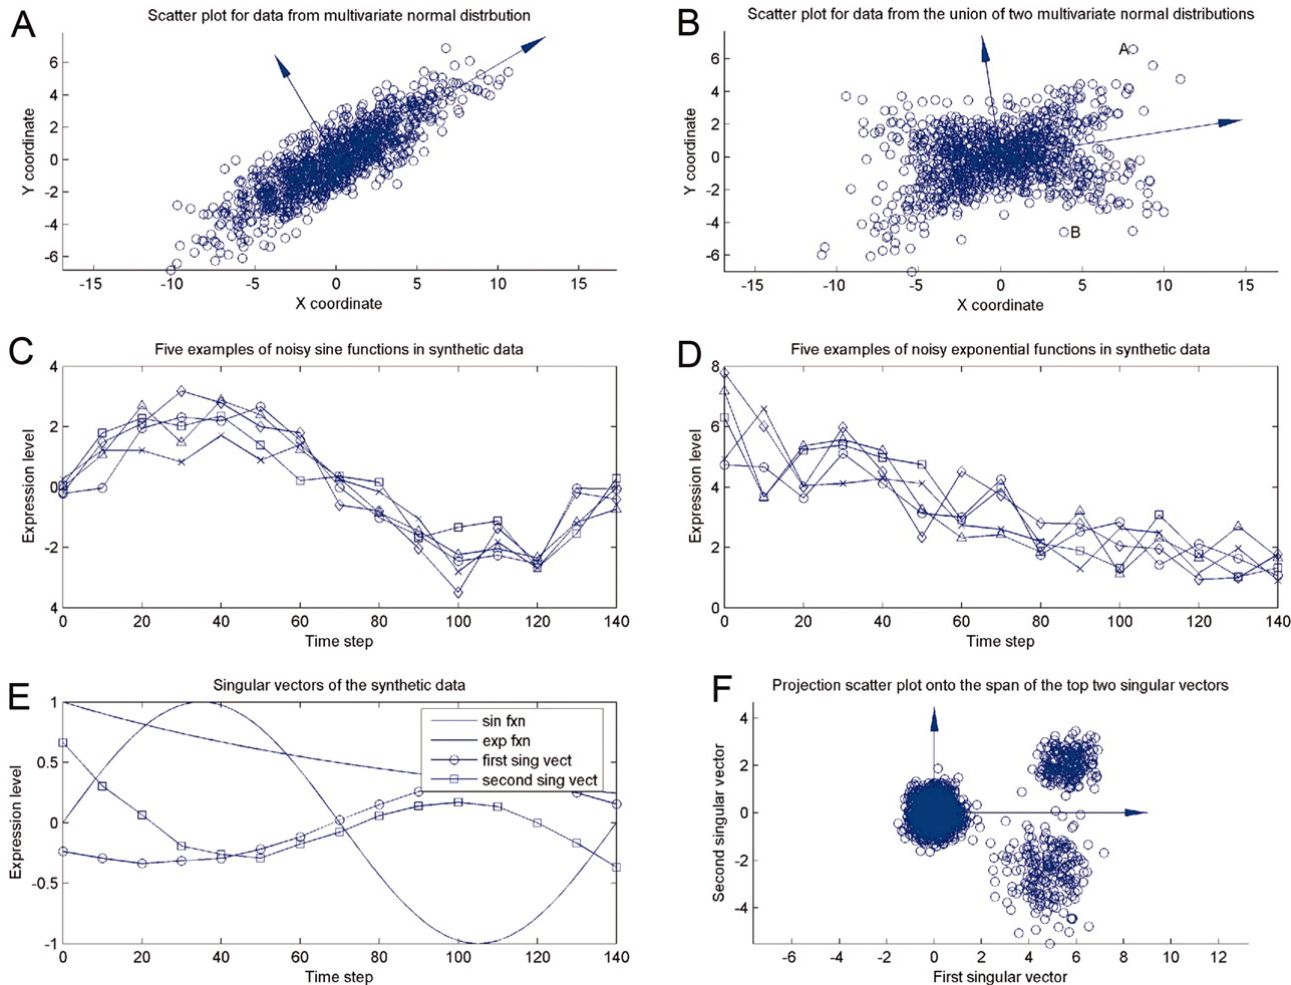 A
Scatter plot for data from multivariate normal distrbution
Y coordinate
6
4
2
0
-2
-4
-6
-15 -10 -5 0 5 10 15
X coordinate
B
Scatter plot for data from the union of two multivariate normal distrbutions
Y coordinate
6
4
2
0
-2
-4
-6
A
B
-15 -10 -5 0 5 10 15
X coordinate
C
Five examples of noisy sine functions in synthetic data
Expression level
4
2
0
-2
4
0 20 40 60 80 100 120 140
Time step
D
Five examples of noisy exponential functions in synthetic data
Expression level
8
6
4
2
0
0 20 40 60 80 100 120 140
Time step
E
Singular vectors of the synthetic data
Expression level
1
0.5
0
-0.5
-1
sin fxn
exp fxn
first sing vect
second sing vect
0 20 40 60 80 100 120 140
Time step
F
Projection scatter plot onto the span of the top two singular vectors
Second singular vector
4
2
0
-2
-4
-6 -4 -2 0 2 4 6 8 10 12
First singular vector